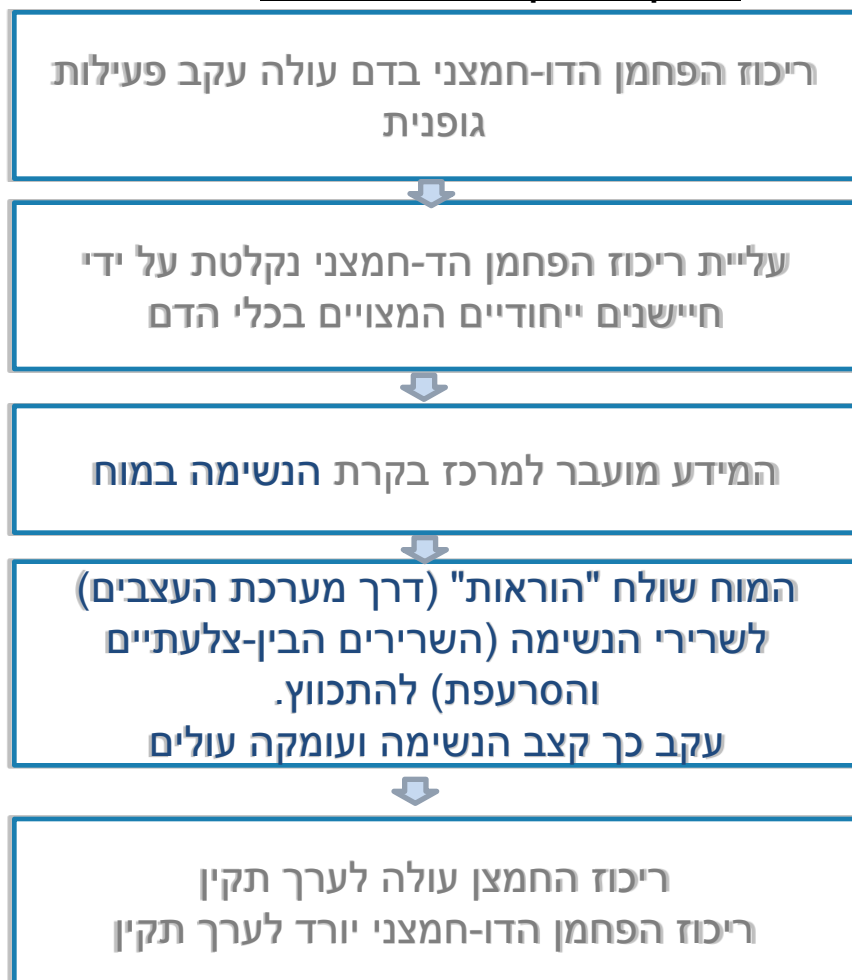 ריכוז הפחמן הדו-חמצני בדם עולה עקב פעילות
גופנית
עליית ריכוז הפחמן הד-חמצני נקלטת על ידי
חיישנים ייחודיים המצויים בכלי הדם
המידע מועבר למרכז בקרת הנשימה במוח
המוח שולח "הוראות" (דרך מערכת העצבים)
לשרירי הנשימה (השרירים הבין-צלעתיים
והסרעפת) להתכווץ.
עקב כך קצב הנשימה ועומקה עולים
ריכוז החמצן עולה לערך תקין
ריכוז הפחמן הדו-חמצני יורד לערך תקין